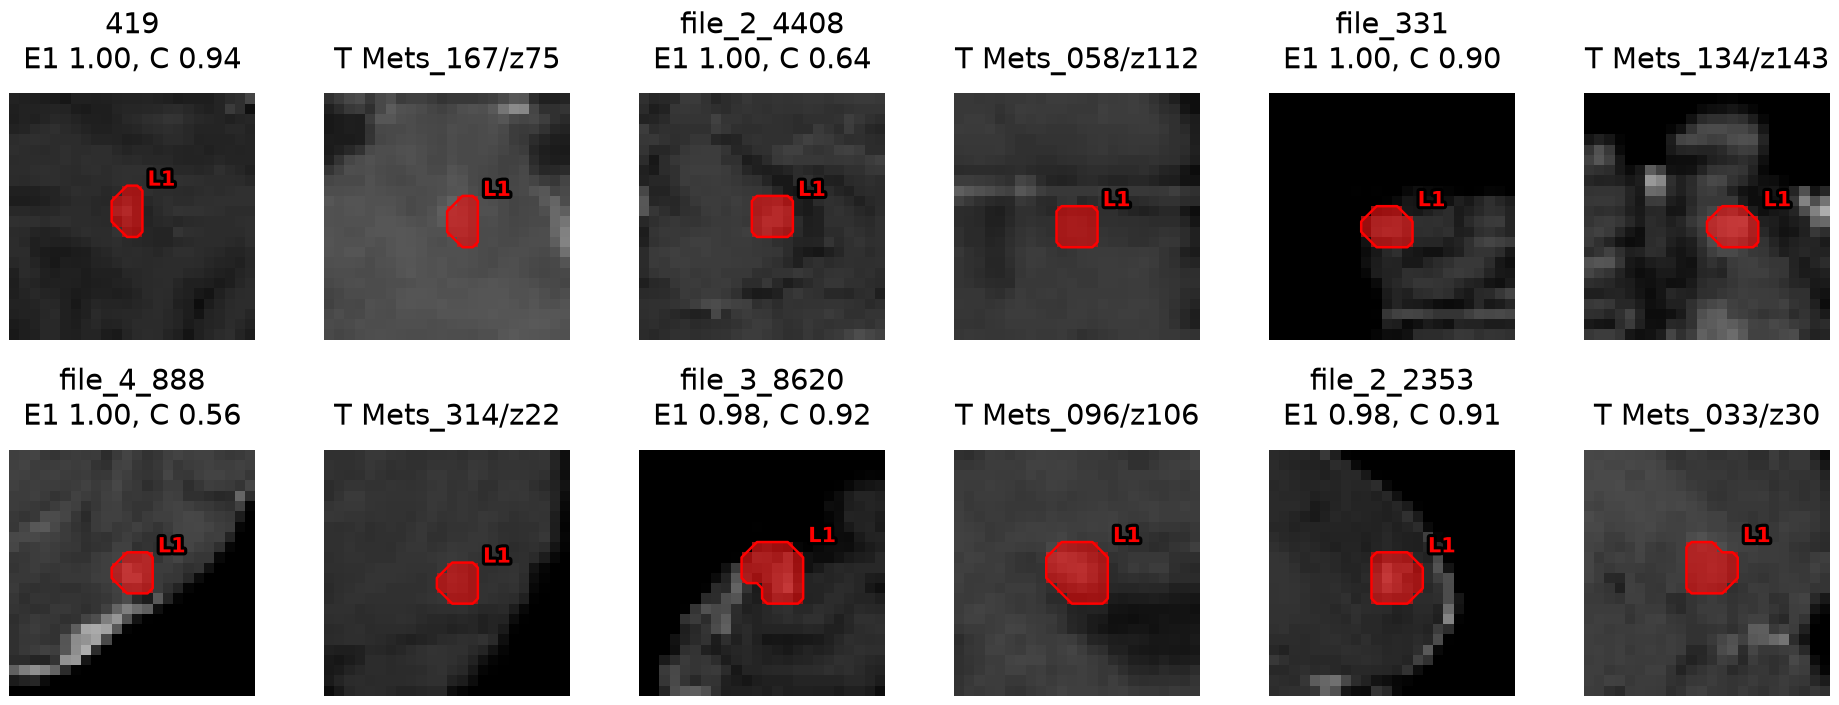 419
E1 1.00, C 0.94
T Mets_167/z75
file_2_4408
E1 1.00, C 0.64
T Mets_058/z112
file_331
E1 1.00, C 0.90
T Mets_134/z143
L1
L1
L1
L1
L1
L1
file_4_888
E1 1.00, C 0.56
T Mets_314/z22
file_3_8620
E1 0.98, C 0.92
T Mets_096/z106
file_2_2353
E1 0.98, C 0.91
T Mets_033/z30
L1
L1
L1
L1
L1
L1